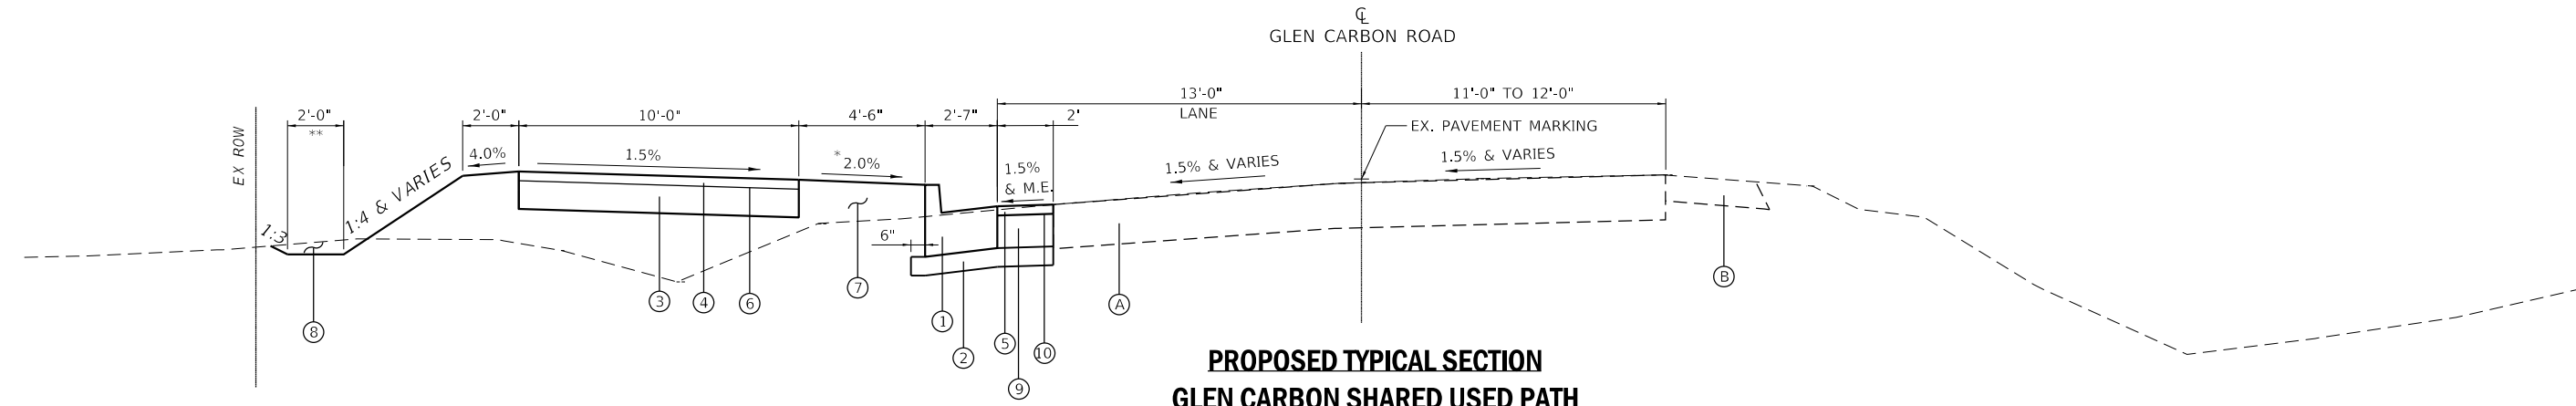 ℄
GLEN CARBON ROAD
13'-0"
11'-0" TO 12'-0"
LANE
2'-0"
**
2'-0"
10'-0"
4'-6"
2'-7"
2'
EX. PAVEMENT MARKING
EX ROW
1:3
1:4 & VARIES
4.0%
1.5%
*2.0%
1.5%
& M.E.
1.5% & VARIES
1.5% & VARIES
6"
8
3
4
6
7
1
2
5
9
10
A
B
PROPOSED TYPICAL SECTION
GLEN CARBON SHARED USED PATH